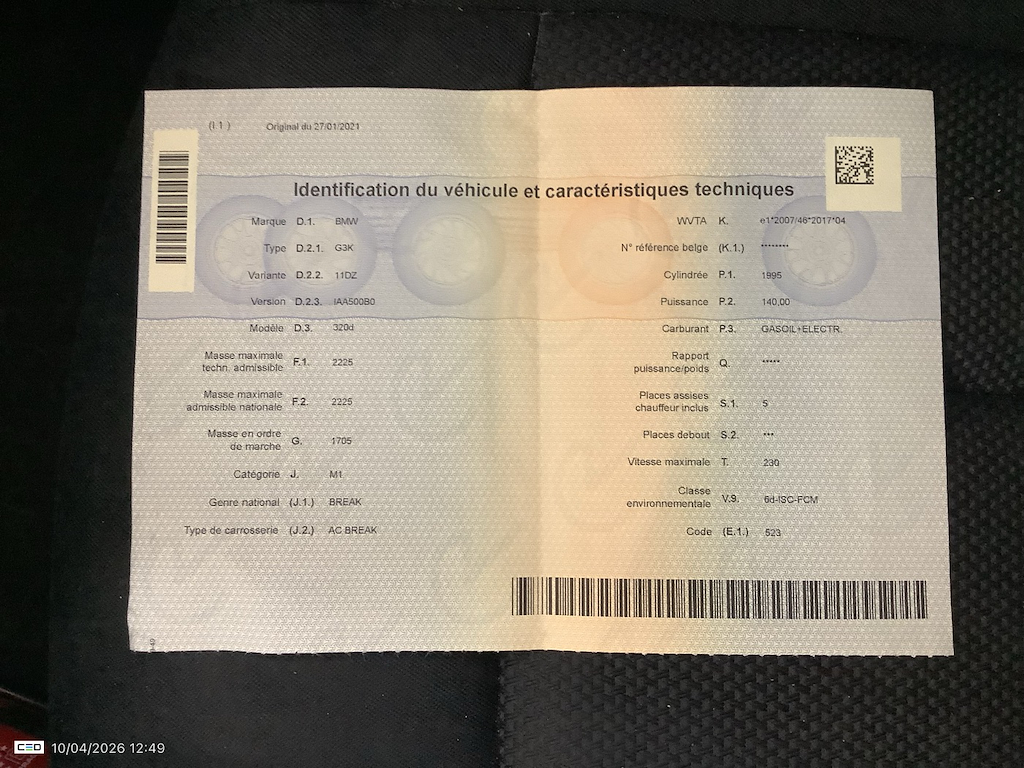 (I.1) Original du 27/01/2021
Identification du véhicule et caractéristiques techniques
Marque D.1. BMW
Type D.2.1. G3K
Variante D.2.2. 11DZ
Version D.2.3. IAA500B0
Modèle D.3. 320d
Masse maximale
techn. admissible F.1. 2225
Masse maximale
admissible nationale F.2. 2225
Masse en ordre
de marche G. 1705
Catégorie J. M1
Genre national (J.1.) BREAK
Type de carrosserie (J.2.) AC BREAK
WVTA K. e1*2007/46*2017*04
N° référence belge (K.1.) ********
Cylindrée P.1. 1995
Puissance P.2. 140,00
Carburant P.3. GASOIL+ELECTR.
Rapport
puissance/poids Q. *****
Places assises
chauffeur inclus S.1. 5
Places debout S.2. ***
Vitesse maximale T. 230
Classe
environnementale V.9. 6d-ISC-FCM
Code (E.1.) 523
CEO 10/04/2026 12:49